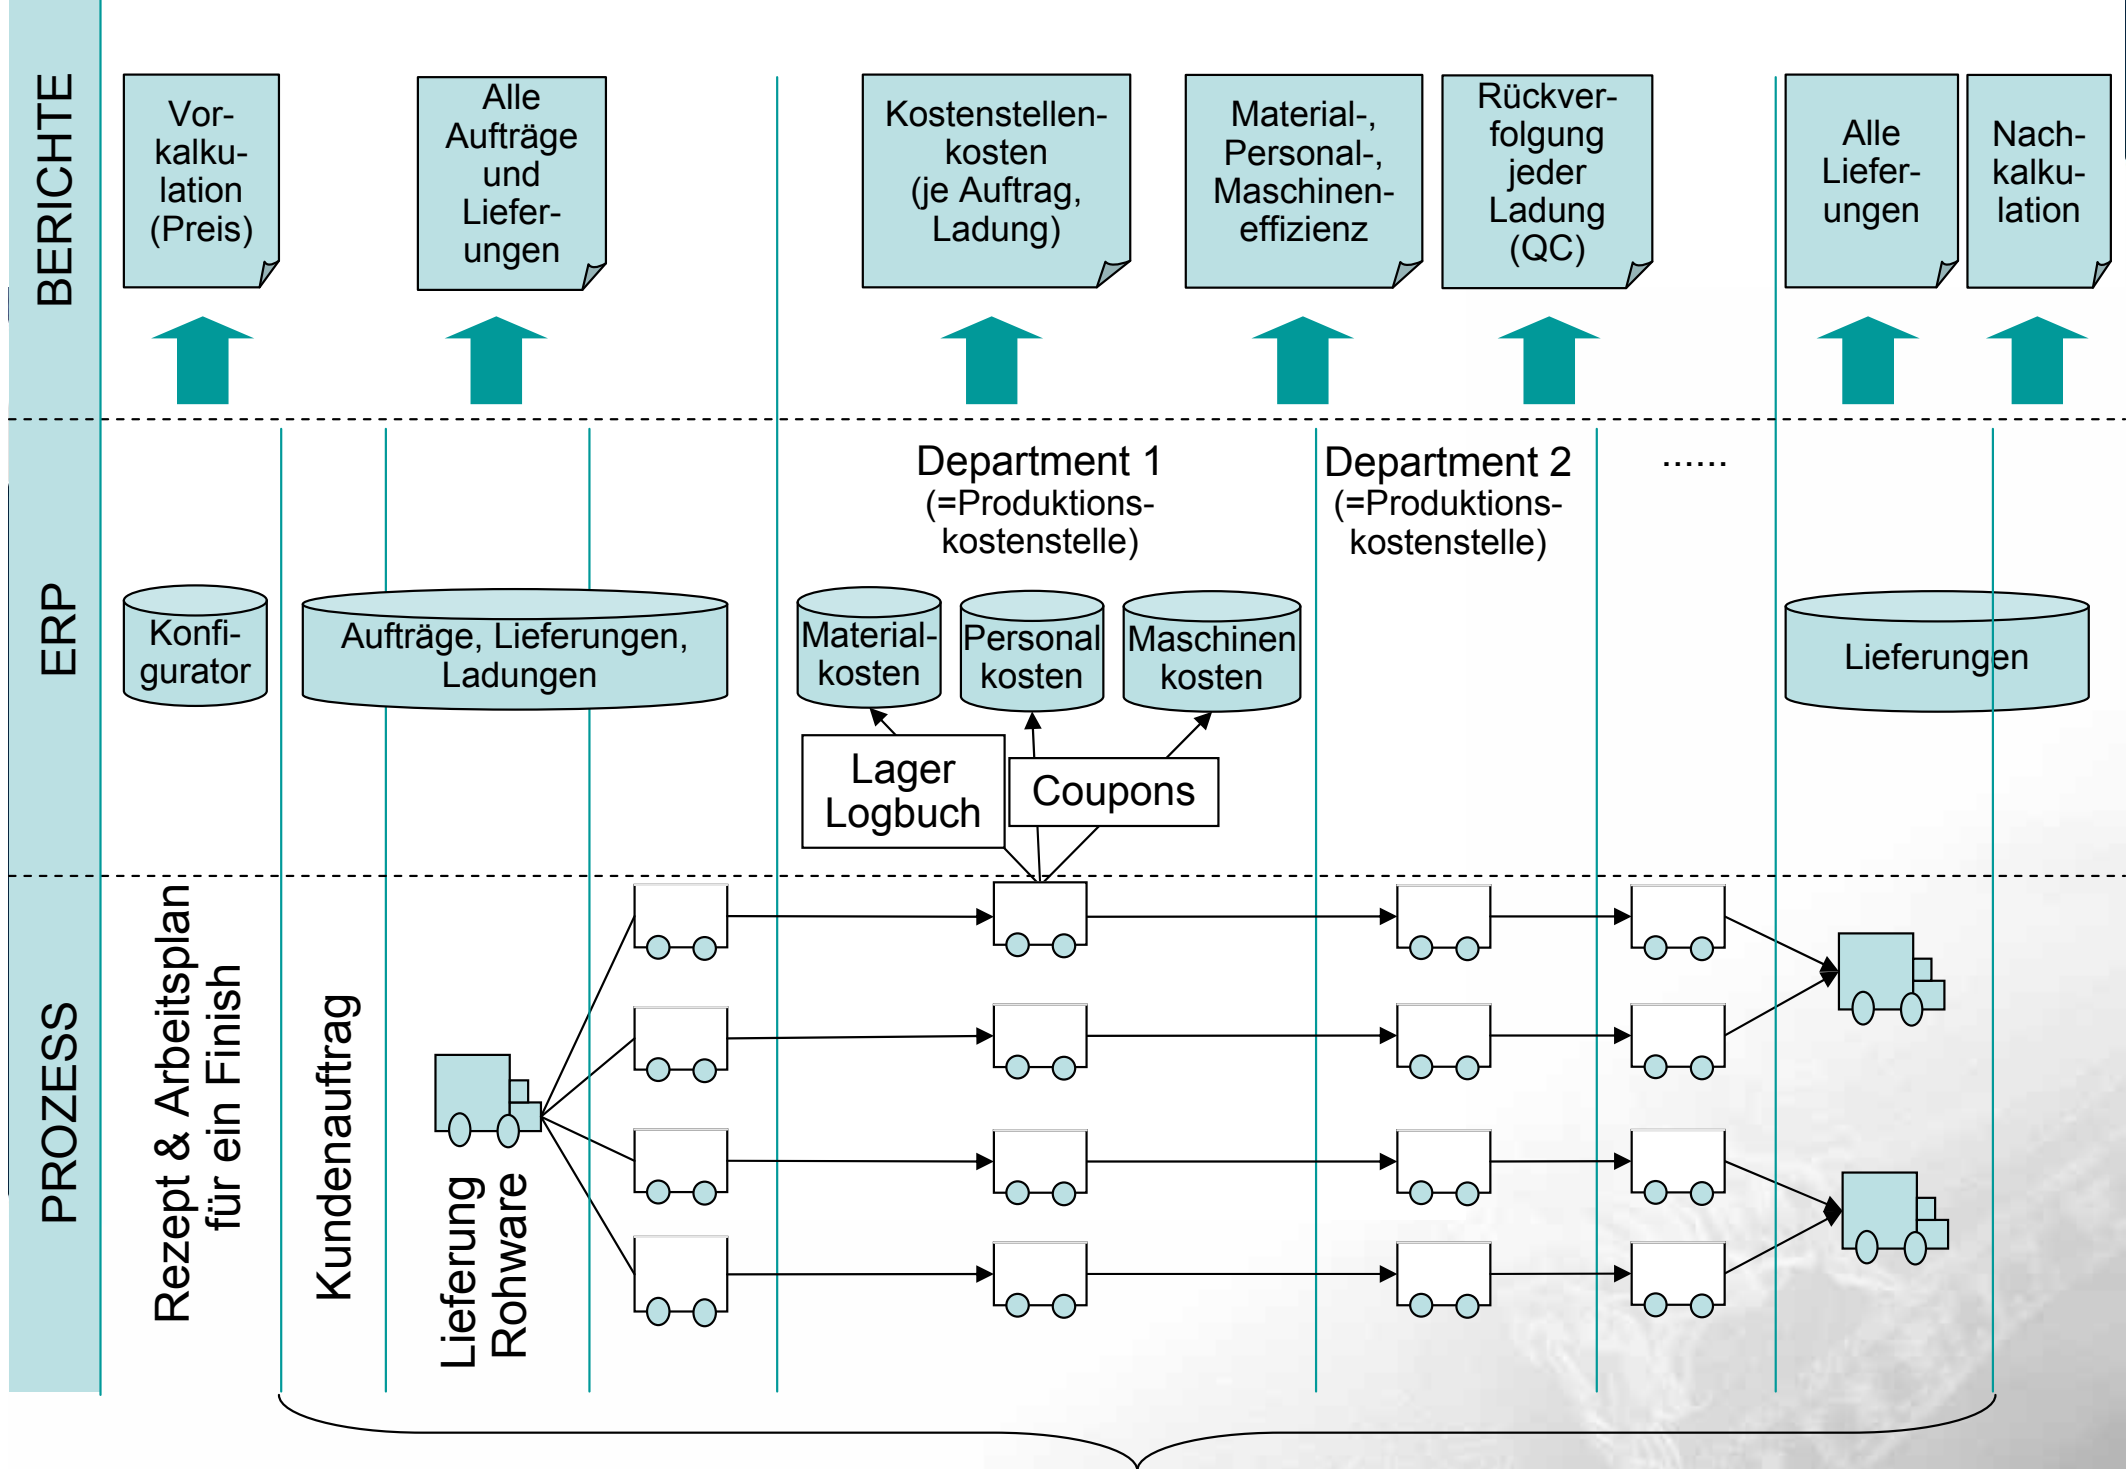 BERICHTE
Vor-
kalku-
lation
(Preis)
Alle
Aufträge
und
Liefer-
ungen
Kostenstellen-
kosten
(je Auftrag,
Ladung)
Material-,
Personal-,
Maschinen-
effizienz
Rückver-
folgung
jeder
Ladung
(QC)
Alle
Liefer-
ungen
Nach-
kalku-
lation
ERP
Department 1
(=Produktions-
kostenstelle)
Department 2
(=Produktions-
kostenstelle)
......
Konfi-
gurator
Aufträge, Lieferungen,
Ladungen
Material-
kosten
Personal
kosten
Maschinen
kosten
Lieferungen
Lager
Logbuch
Coupons
PROZESS
Rezept & Arbeitsplan
für ein Finish
Kundenauftrag
Lieferung
Rohware